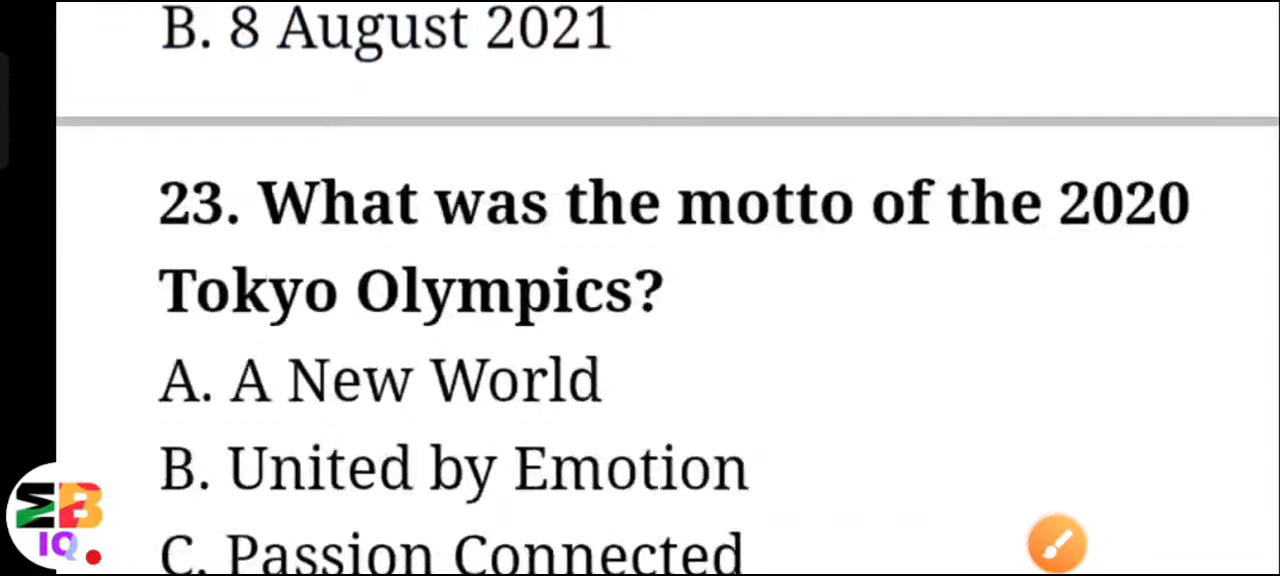 B. 8 August 2021
23. What was the motto of the 2020
Tokyo Olympics?
A. A New World
B. United by Emotion
C. Passion Connected
IQ